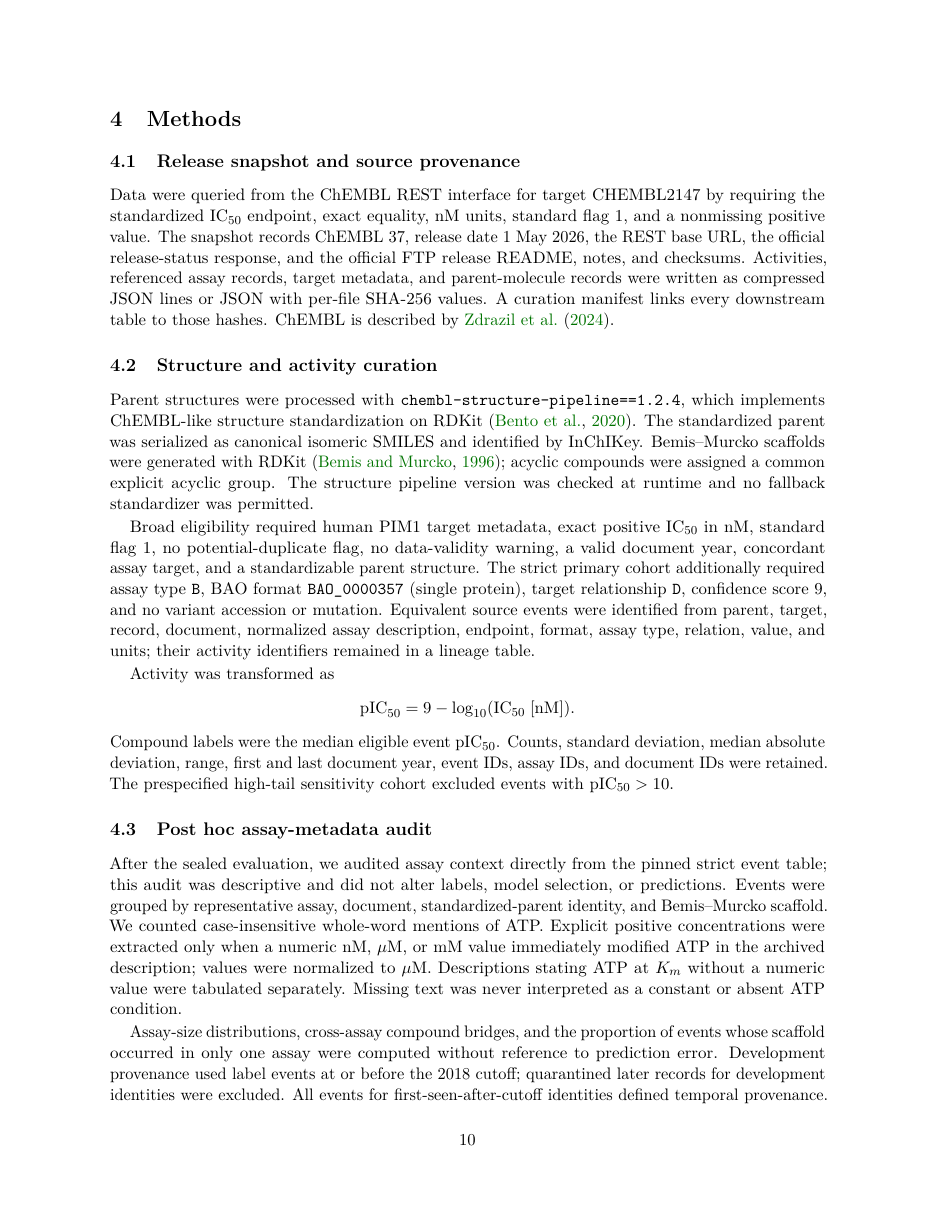 4 Methods
4.1 Release snapshot and source provenance
Data were queried from the ChEMBL REST interface for target CHEMBL2147 by requiring the
standardized IC50 endpoint, exact equality, nM units, standard flag 1, and a nonmissing positive
value. The snapshot records ChEMBL 37, release date 1 May 2026, the REST base URL, the official
release-status response, and the official FTP release README, notes, and checksums. Activities,
referenced assay records, target metadata, and parent-molecule records were written as compressed
JSON lines or JSON with per-file SHA-256 values. A curation manifest links every downstream
table to those hashes. ChEMBL is described by Zdrazil et al. (2024).
4.2 Structure and activity curation
Parent structures were processed with chembl-structure-pipeline==1.2.4, which implements
ChEMBL-like structure standardization on RDKit (Bento et al., 2020). The standardized parent
was serialized as canonical isomeric SMILES and identified by InChIKey. Bemis–Murcko scaffolds
were generated with RDKit (Bemis and Murcko, 1996); acyclic compounds were assigned a common
explicit acyclic group. The structure pipeline version was checked at runtime and no fallback
standardizer was permitted.
Broad eligibility required human PIM1 target metadata, exact positive IC50 in nM, standard
flag 1, no potential-duplicate flag, no data-validity warning, a valid document year, concordant
assay target, and a standardizable parent structure. The strict primary cohort additionally required
assay type B, BAO format BAO_0000357 (single protein), target relationship D, confidence score 9,
and no variant accession or mutation. Equivalent source events were identified from parent, target,
record, document, normalized assay description, endpoint, format, assay type, relation, value, and
units; their activity identifiers remained in a lineage table.
Activity was transformed as
pIC50 = 9 − log10(IC50 [nM]).
Compound labels were the median eligible event pIC50. Counts, standard deviation, median absolute
deviation, range, first and last document year, event IDs, assay IDs, and document IDs were retained.
The prespecified high-tail sensitivity cohort excluded events with pIC50 > 10.
4.3 Post hoc assay-metadata audit
After the sealed evaluation, we audited assay context directly from the pinned strict event table;
this audit was descriptive and did not alter labels, model selection, or predictions. Events were
grouped by representative assay, document, standardized-parent identity, and Bemis–Murcko scaffold.
We counted case-insensitive whole-word mentions of ATP. Explicit positive concentrations were
extracted only when a numeric nM, μM, or mM value immediately modified ATP in the archived
description; values were normalized to μM. Descriptions stating ATP at Km without a numeric
value were tabulated separately. Missing text was never interpreted as a constant or absent ATP
condition.
Assay-size distributions, cross-assay compound bridges, and the proportion of events whose scaffold
occurred in only one assay were computed without reference to prediction error. Development
provenance used label events at or before the 2018 cutoff; quarantined later records for development
identities were excluded. All events for first-seen-after-cutoff identities defined temporal provenance.
10